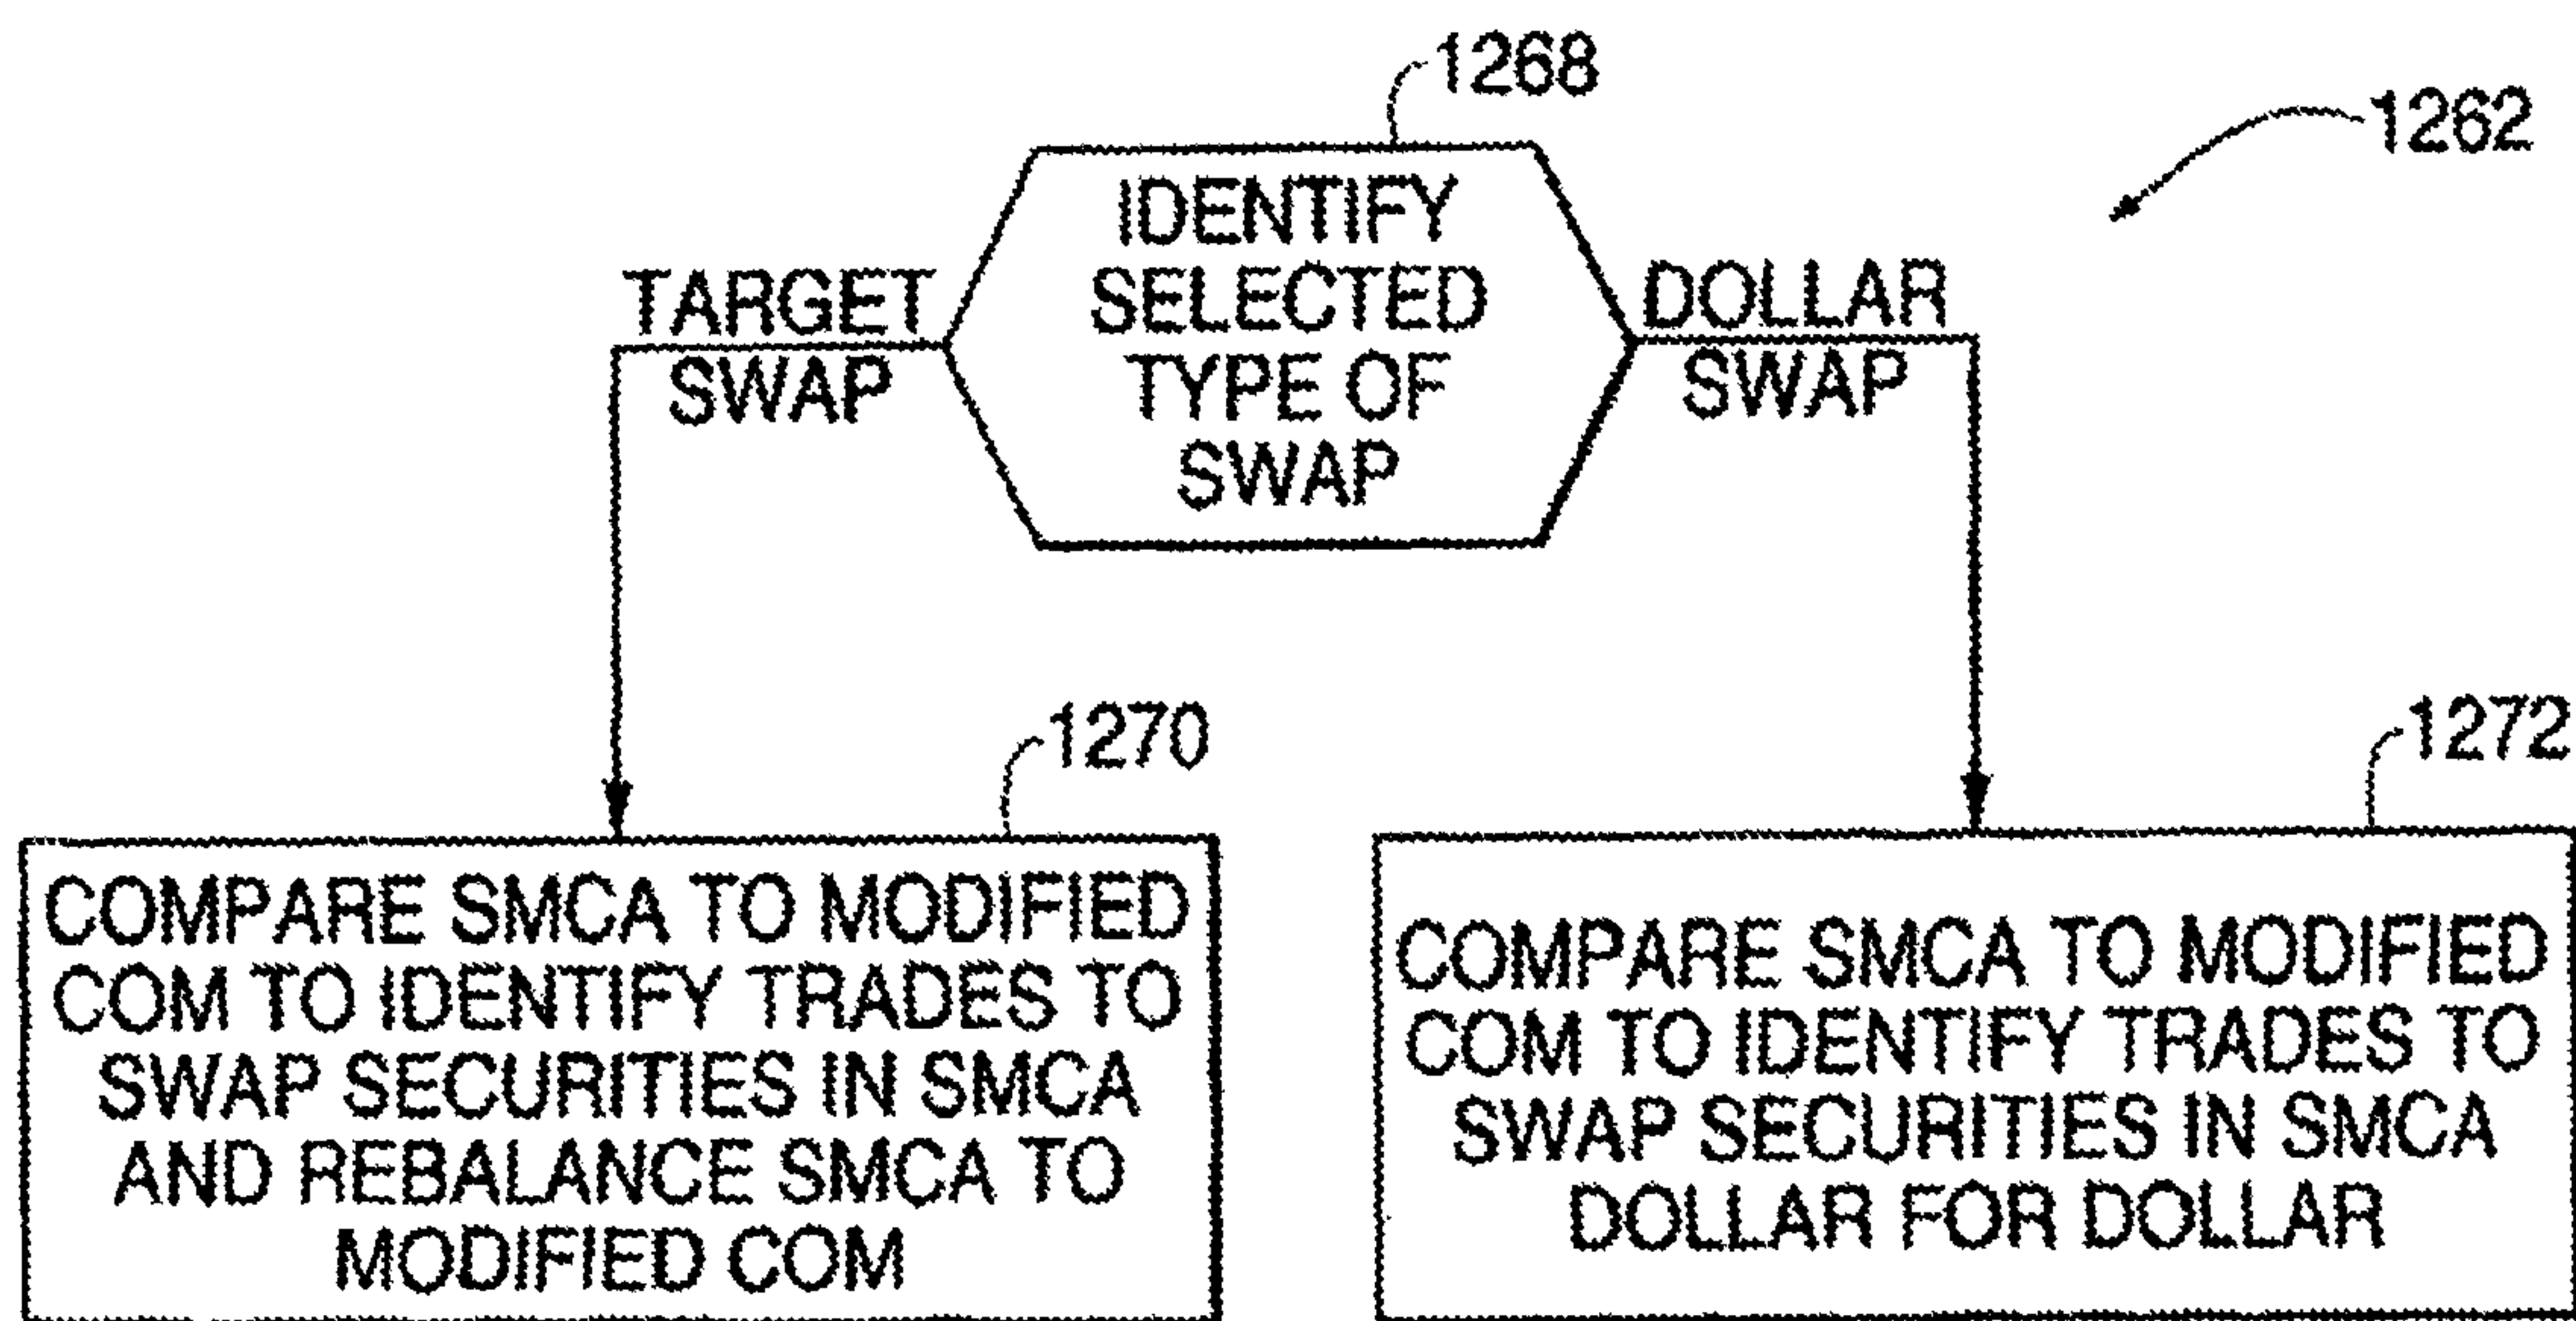 1268
1262
IDENTIFY
SELECTED
TYPE OF
SWAP
TARGET
SWAP
DOLLAR
SWAP
1270
1272
COMPARE SMCA TO MODIFIED
COM TO IDENTIFY TRADES TO
SWAP SECURITIES IN SMCA
AND REBALANCE SMCA TO
MODIFIED COM
COMPARE SMCA TO MODIFIED
COM TO IDENTIFY TRADES TO
SWAP SECURITIES IN SMCA
DOLLAR FOR DOLLAR